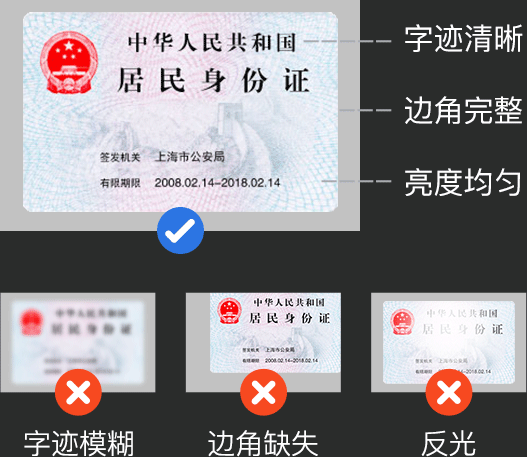 中华人民共和国
居民身份证
签发机关 上海市公安局
有限期限 2008.02.14-2018.02.14
字迹清晰
边角完整
亮度均匀
中华人民共和国
居民身份证
中华人民共和国
居民身份证
签发机关 上海市公安局
有限期限 2008.02.14-2018.02.14
中华人民共和国
居民身份证
签发机关 上海市公安局
有限期限 2008.02.14-2018.02.14
字迹模糊
边角缺失
反光